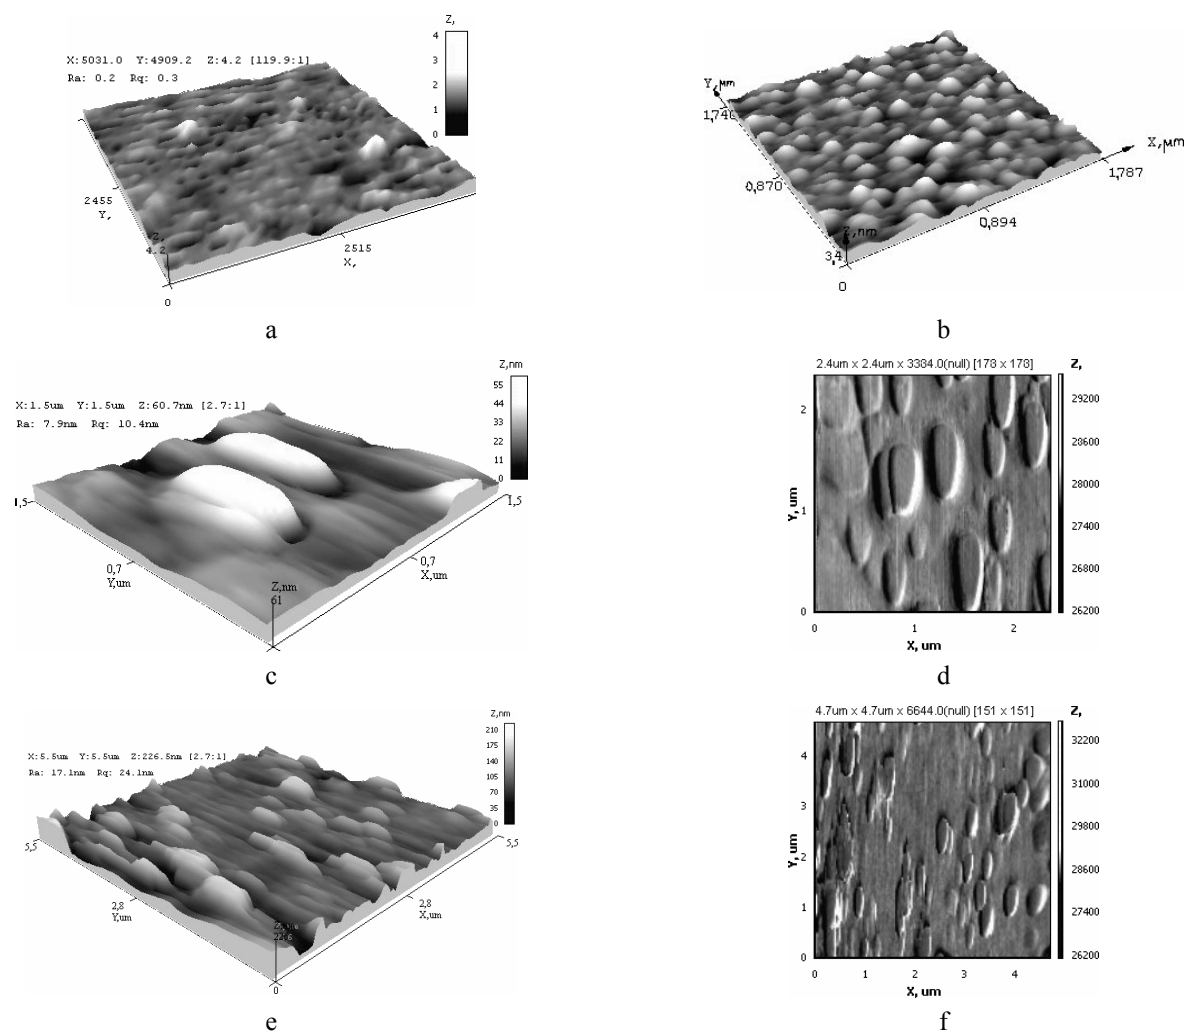 Z,
4
3
2
1
0
X:5031.0 Y:4909.2 Z:4.2 [119.9:1]
Ra: 0.2 Rq: 0.3
2455
Y,
Z,
4.2
2515
X,
0
a
Y, μm
1,740
0,870
Z, nm
3,4
0
0,894
1,787
X, μm
b
Z,nm
55
44
33
22
11
0
X:1.5um Y:1.5um Z:60.7nm [2.7:1]
Ra: 7.9nm Rq: 10.4nm
1,5
0,7
Y,um
Z,nm
61
0,7
X,um
1,5
c
2.4um x 2.4um x 3384.0(null) [178 x 178]
Z,
29200
28600
28000
27400
26800
26200
2
1
0
Y, um
0 1 2
X, um
d
Z,nm
210
175
140
105
70
35
0
X:5.5um Y:5.5um Z:226.5nm [2.7:1]
Ra: 17.1nm Rq: 24.1nm
5,5
2,8
Y,um
0
2,8
X,um
5,5
e
4.7um x 4.7um x 6644.0(null) [151 x 151]
Z,
32200
31000
29800
28600
27400
26200
4
3
2
1
0
Y, um
0 1 2 3 4
X, um
f